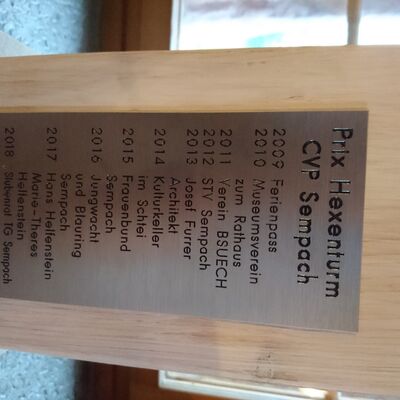 Prix Hexenturm
CVP Sempach
2009 Ferienpass
2010 Museumsverein
zum Rathaus
2011 Verein BSUECH
2012 STV Sempach
2013 Josef Furrer
Architekt
2014 Kulturkeller
im Schlei
2015 Frauenbund
Sempach
2016 Jungwacht
und Blauring
Sempach
2017 Hans Helfenstein
Marie-Theres
Helfenstein
2018 Stubenrat TG Sempach